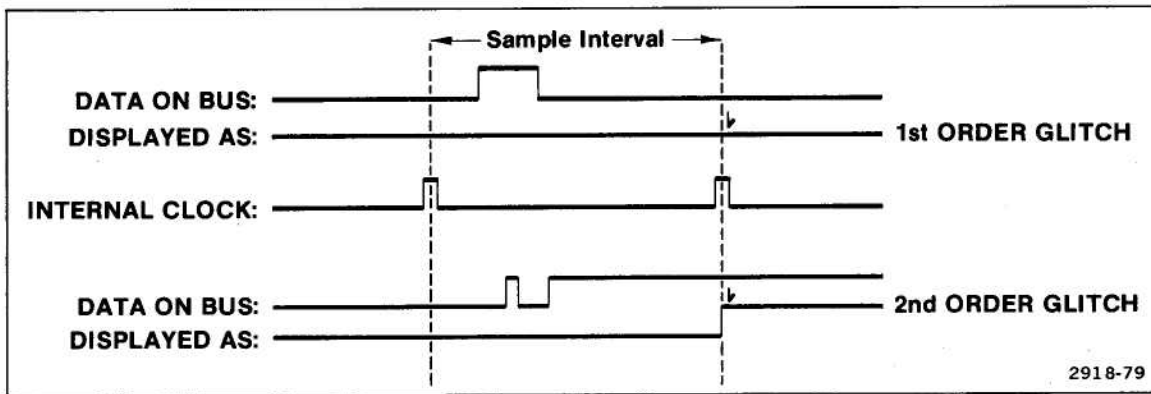 Sample Interval
DATA ON BUS:
DISPLAYED AS:
1st ORDER GLITCH
INTERNAL CLOCK:
DATA ON BUS:
2nd ORDER GLITCH
DISPLAYED AS:
2918-79